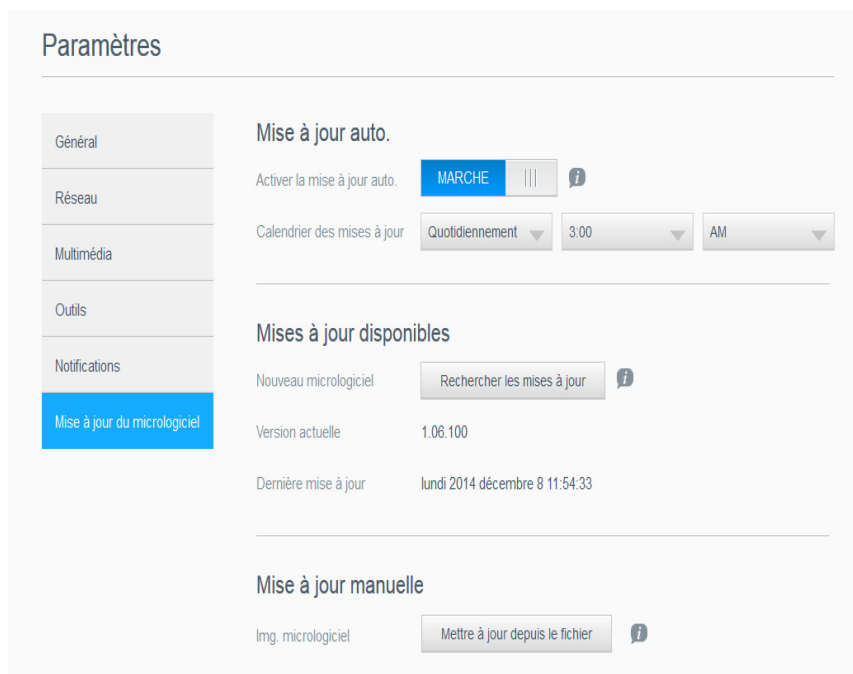 Paramètres
Général
Réseau
Multimédia
Outils
Notifications
Mise à jour du micrologiciel
Mise à jour auto.
Activer la mise à jour auto. MARCHE
Calendrier des mises à jour Quotidiennement 3:00 AM
Mises à jour disponibles
Nouveau micrologiciel Rechercher les mises à jour
Version actuelle 1.06.100
Dernière mise à jour lundi 2014 décembre 8 11:54:33
Mise à jour manuelle
Img. micrologiciel Mettre à jour depuis le fichier